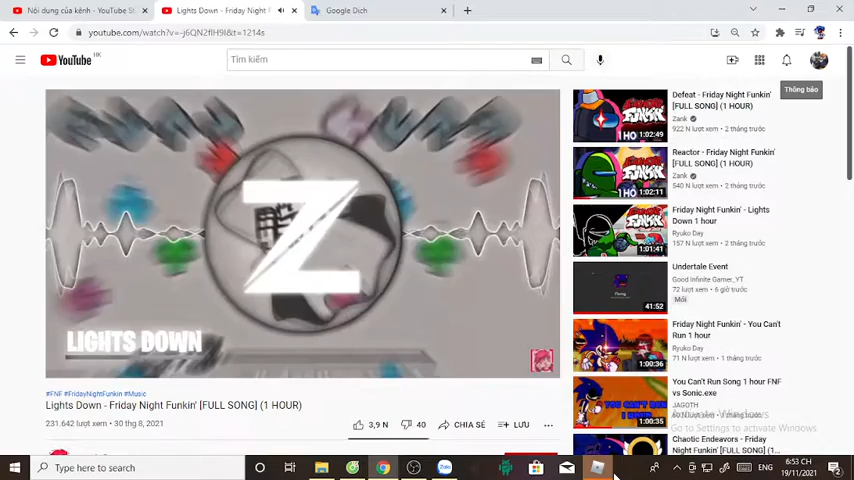 Nội dung của kênh - YouTube St
Lights Down - Friday Night F
Google Dịch
youtube.com/watch?v=-j6QN2flH9I&t=1214s
YouTube HK
Tìm kiếm
Thông báo
Z
LIGHTS DOWN
#FNF #FridayNightFunkin #Music
Lights Down - Friday Night Funkin' [FULL SONG] (1 HOUR)
231.642 lượt xem • 30 thg 8, 2021
3,9 N
40
CHIA SẺ
LƯU
Defeat - Friday Night Funkin'
[FULL SONG] (1 HOUR)
Zank
922 N lượt xem • 2 tháng trước
1:02:49
Reactor - Friday Night Funkin'
[FULL SONG] (1 HOUR)
Zank
540 N lượt xem • 2 tháng trước
1:02:11
Friday Night Funkin' - Lights
Down 1 hour
Ryuko Day
157 N lượt xem • 2 tháng trước
1:01:41
Undertale Event
Good Infinite Gamer_YT
72 lượt xem • 6 giờ trước
Mới
41:52
Friday Night Funkin' - You Can't
Run 1 hour
Ryuko Day
71 N lượt xem • 1 tháng trước
1:00:36
You Can't Run Song 1 hour FNF
vs Sonic.exe
JAGOTH
1:00:35
Chaotic Endeavors - Friday
Night Funkin' [FULL SONG] (1
Activate Windows
Go to Settings to activate Windows.
Type here to search
ENG
6:53 CH
19/11/2021
2